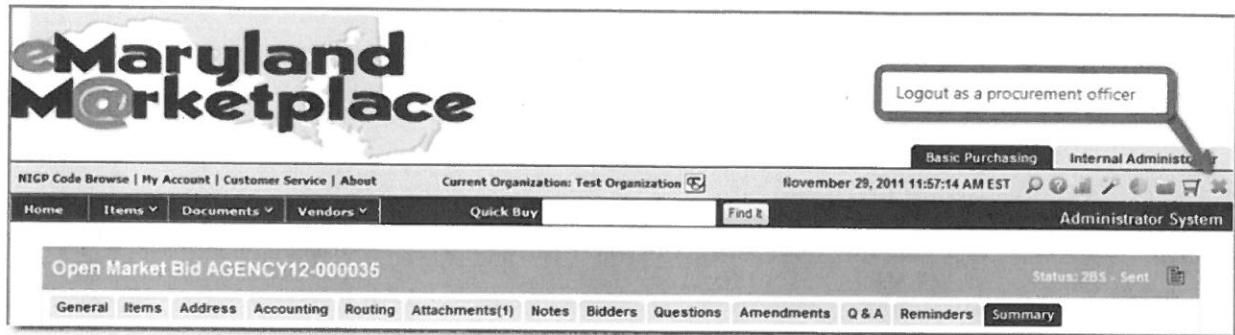 eMaryland
M@rketplace
Logout as a procurement officer
Basic Purchasing Internal Administrator
NIGP Code Browse | My Account | Customer Service | About Current Organization: Test Organization November 29, 2011 11:57:14 AM EST
Home Items Documents Vendors Quick Buy Find It Administrator System
Open Market Bid AGENCY12-000035 Status: 2BS - Sent
General Items Address Accounting Routing Attachments(1) Notes Bidders Questions Amendments Q & A Reminders Summary